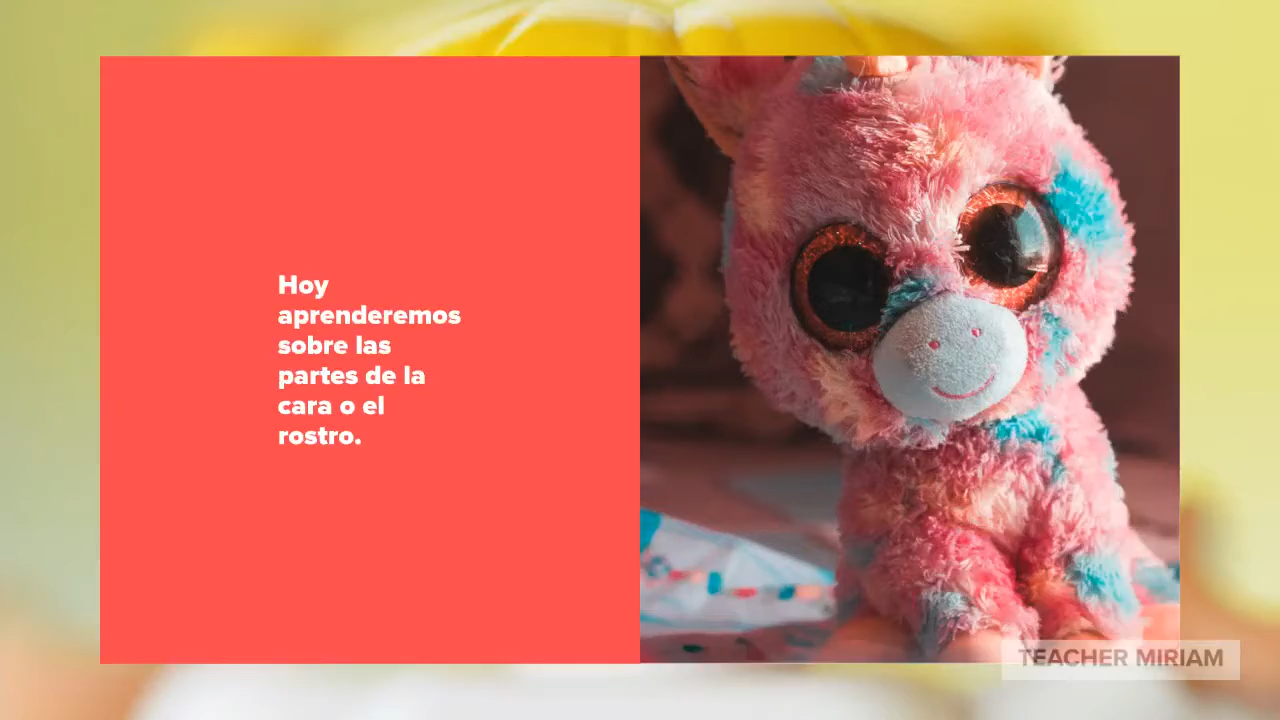 Hoy
aprenderemos
sobre las
partes de la
cara o el
rostro.
TEACHER MIRIAM